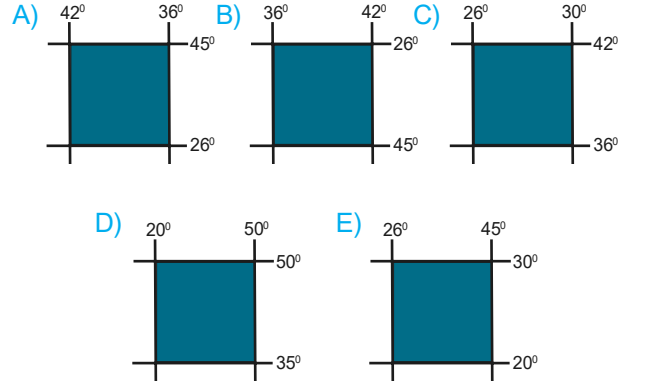 A) 42⁰ 36⁰ B) 36⁰ 42⁰ C) 26⁰ 30⁰
45⁰ 26⁰ 42⁰
26⁰ 45⁰ 36⁰
D) 20⁰ 50⁰ E) 26⁰ 45⁰
50⁰ 30⁰
35⁰ 20⁰